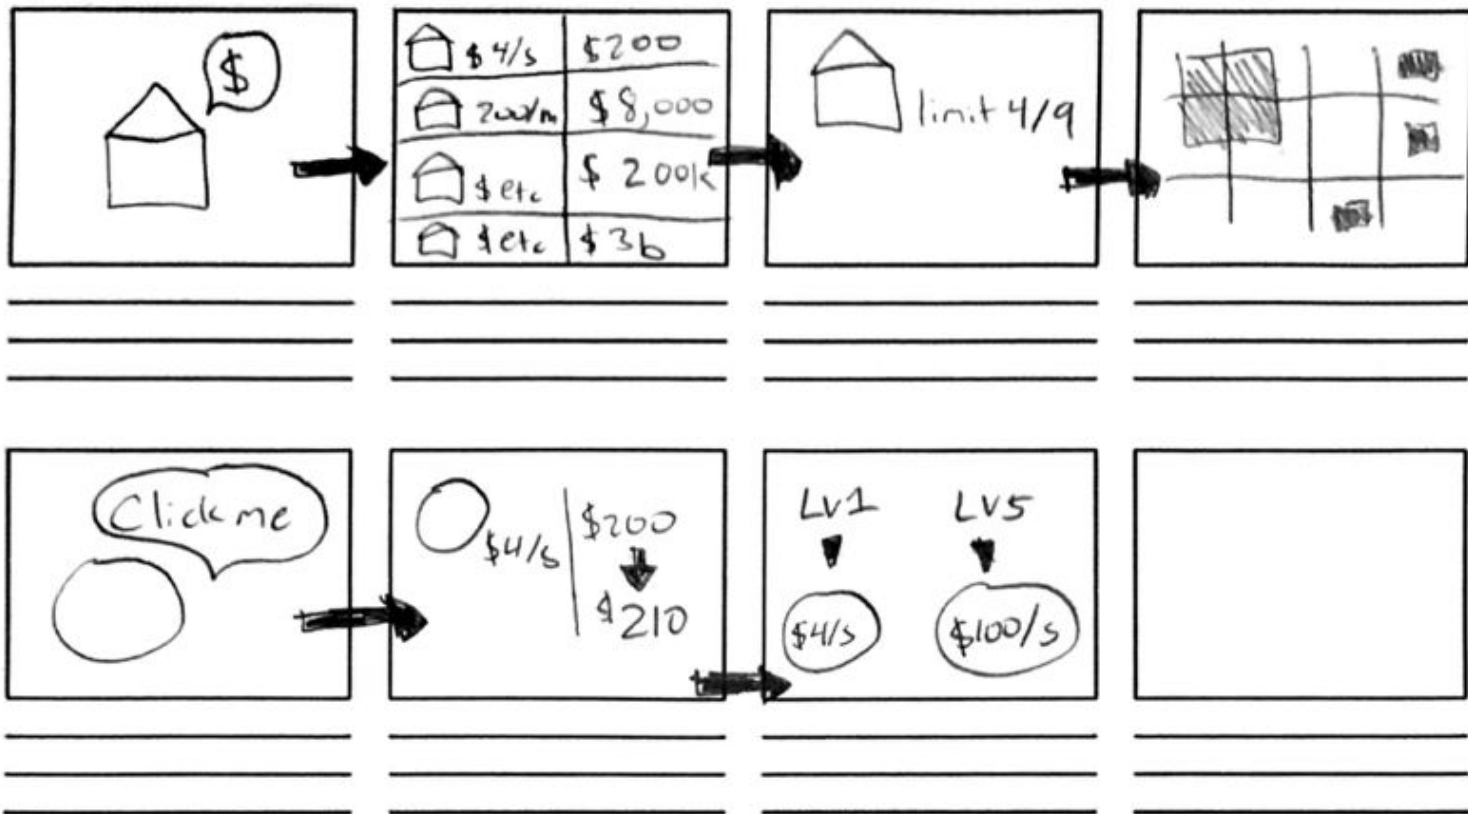 $
$4/s $200
200/m $8,000
$etc $200k
$etc $3b
limit 4/9
Click me
$4/s $200
$210
Lv1 Lv5
$4/s $100/s